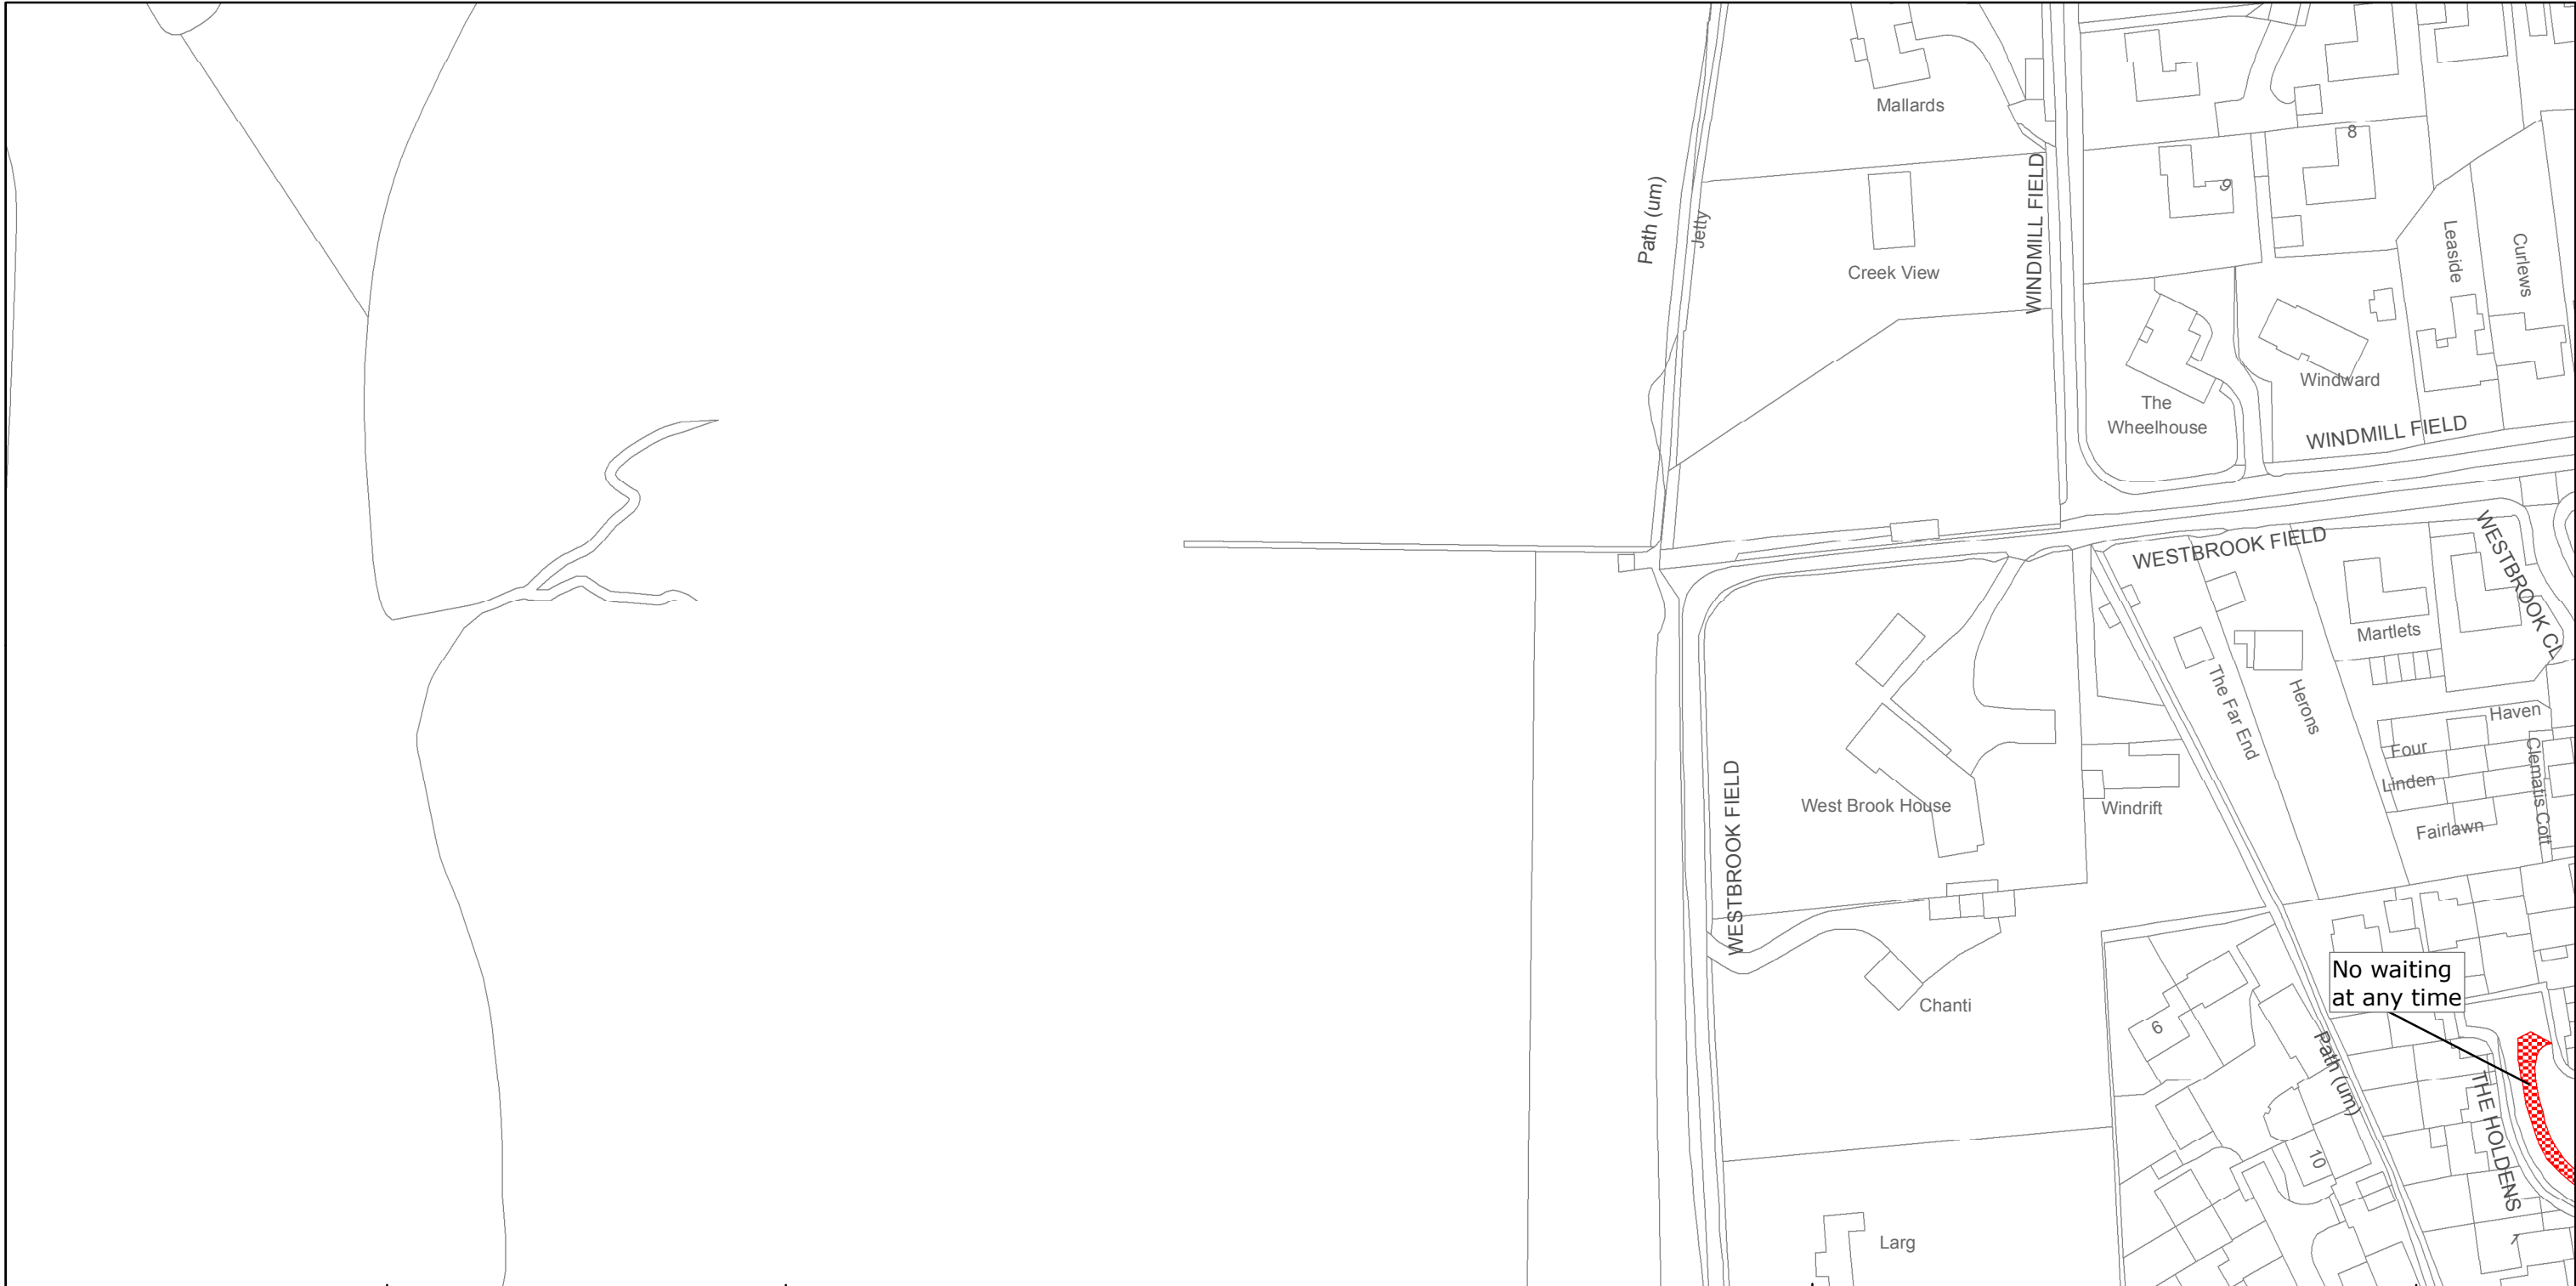 Mallards
8
WINDMILL FIELD
Path (um)
Jetty
9
Leaside
Curlews
Creek View
Windward
The
Wheelhouse
WINDMILL FIELD
WESTBROOK FIELD
WESTBROOK CL
Martlets
The Far End
Herons
Haven
Four
Clematis Cott
Linden
West Brook House
Windrift
Fairlawn
WESTBROOK FIELD
No waiting
at any time
Chanti
6
Path (um)
THE HOLDENS
10
Larg